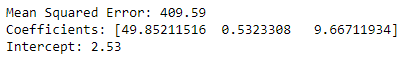 Mean Squared Error: 409.59
Coefficients: [49.85211516  0.5323308   9.66711934]
Intercept: 2.53